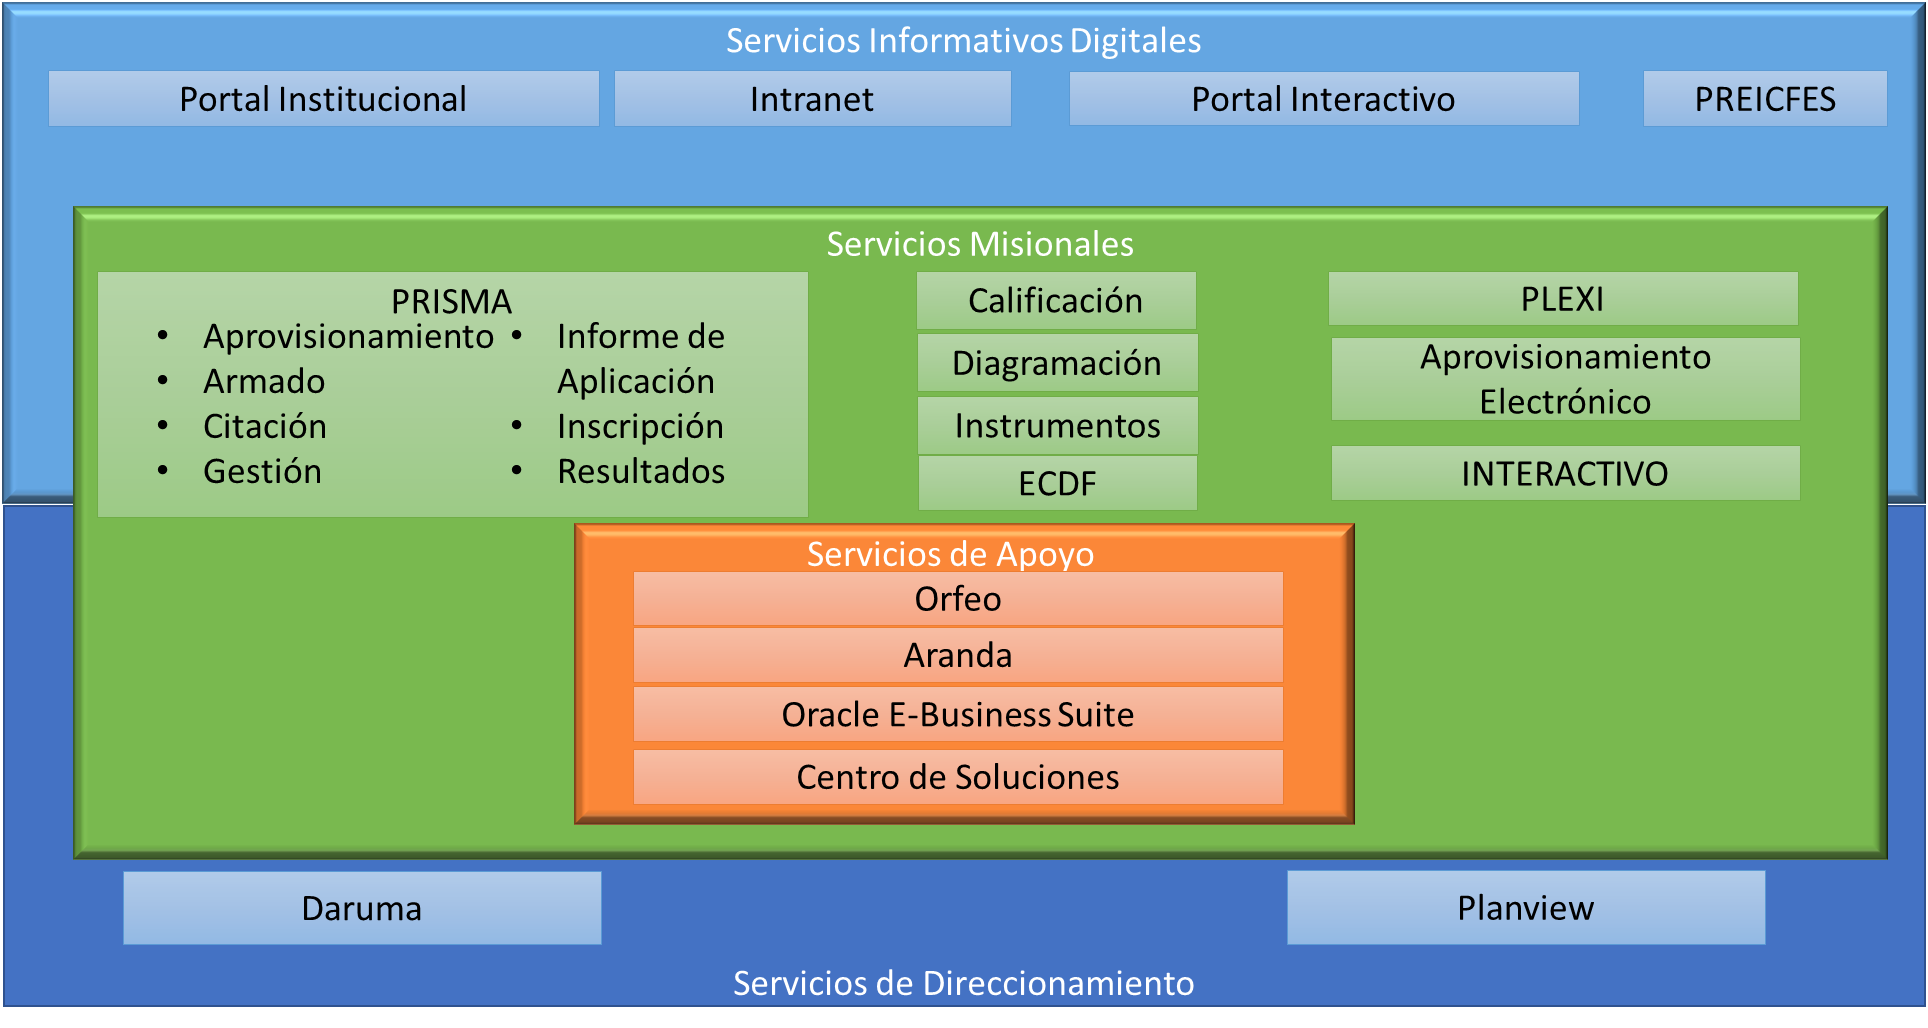 Servicios Informativos Digitales
Portal Institucional
Intranet
Portal Interactivo
PREICFES
Servicios Misionales
PRISMA
• Aprovisionamiento
• Armado
• Citación
• Gestión
• Informe de
Aplicación
• Inscripción
• Resultados
Calificación
Diagramación
Instrumentos
ECDF
PLEXI
Aprovisionamiento
Electrónico
INTERACTIVO
Servicios de Apoyo
Orfeo
Aranda
Oracle E-Business Suite
Centro de Soluciones
Daruma
Planview
Servicios de Direccionamiento